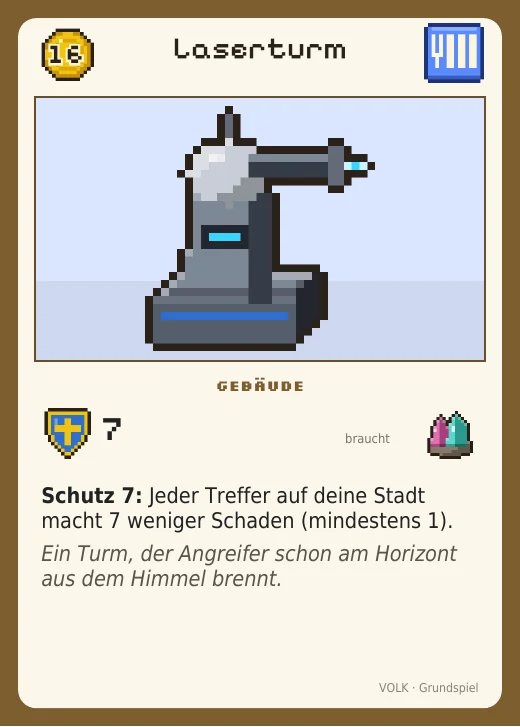 16
Laserturm
GEBÄUDE
7
braucht
Schutz 7: Jeder Treffer auf deine Stadt
macht 7 weniger Schaden (mindestens 1).
Ein Turm, der Angreifer schon am Horizont
aus dem Himmel brennt.
VOLK · Grundspiel